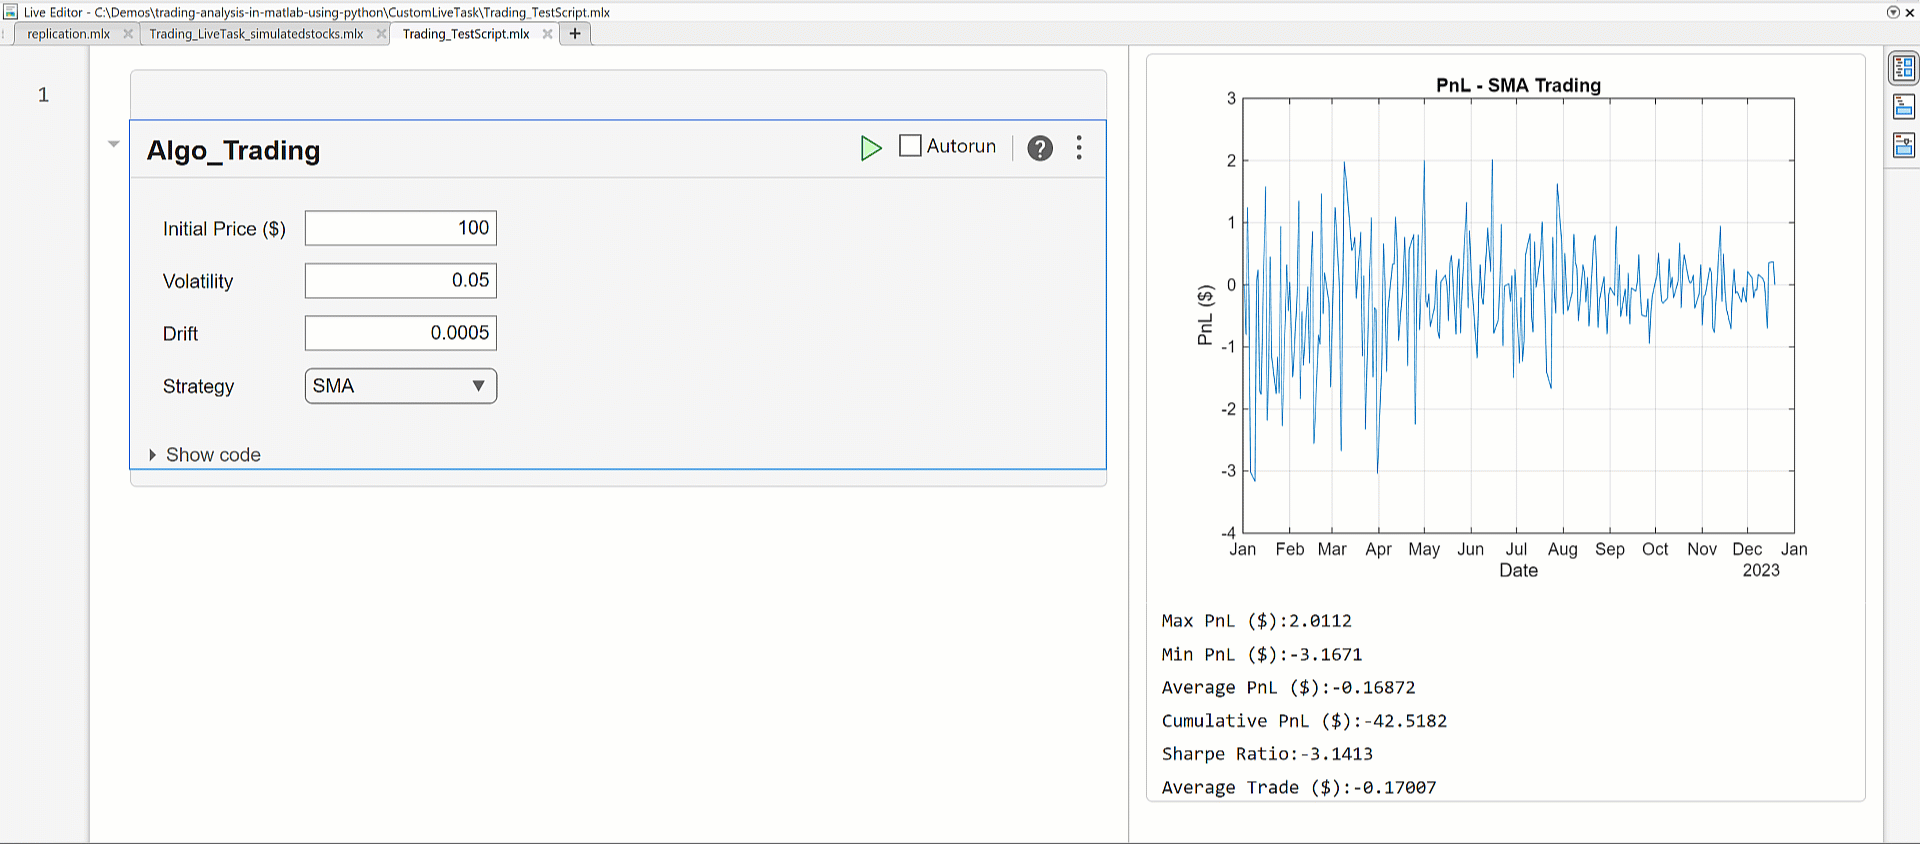 Live Editor - C:\Demos\trading-analysis-in-matlab-using-python\CustomLiveTask\Trading_TestScript.mlx
replication.mlx Trading_LiveTask_simulatedstocks.mlx Trading_TestScript.mlx +
1
Algo_Trading
Autorun ?
Initial Price ($) 100
Volatility 0.05
Drift 0.0005
Strategy SMA
Show code
PnL - SMA Trading
3
2
1
0
-1
-2
-3
-4
PnL ($)
Jan Feb Mar Apr May Jun Jul Aug Sep Oct Nov Dec Jan
Date 2023
Max PnL ($):2.0112
Min PnL ($):-3.1671
Average PnL ($):-0.16872
Cumulative PnL ($):-42.5182
Sharpe Ratio:-3.1413
Average Trade ($):-0.17007